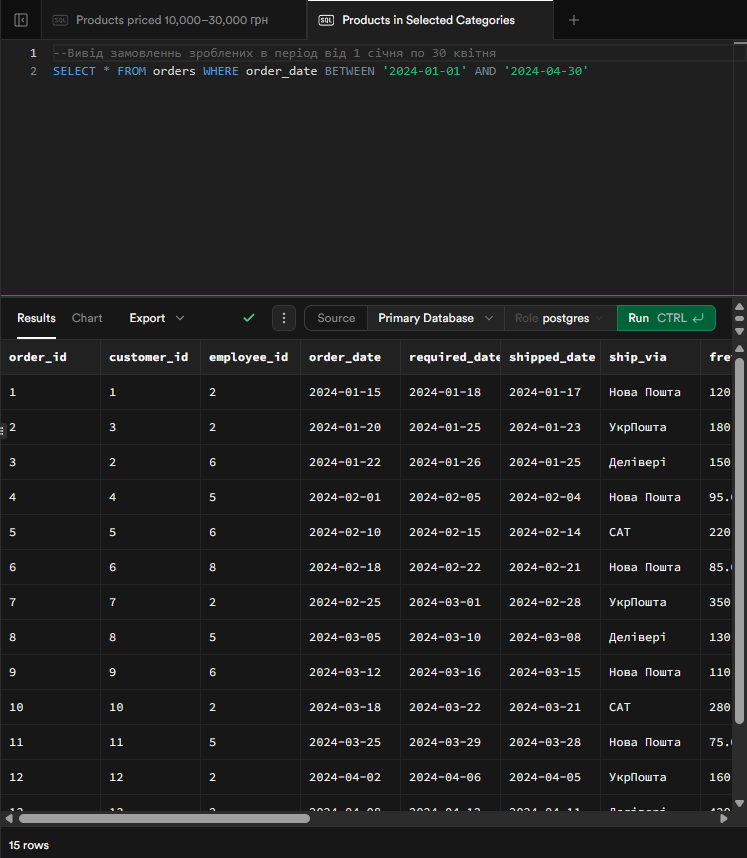 SQL Products priced 10,000–30,000 грн
SQL Products in Selected Categories
1 --Вивід замовленнь зроблених в період від 1 січня по 30 квітня
2 SELECT * FROM orders WHERE order_date BETWEEN '2024-01-01' AND '2024-04-30'
Results Chart Export Source Primary Database Role postgres Run CTRL
order_id customer_id employee_id order_date required_date shipped_date ship_via fre
1 1 2 2024-01-15 2024-01-18 2024-01-17 Нова Пошта 120
2 3 2 2024-01-20 2024-01-25 2024-01-23 УкрПошта 180
3 2 6 2024-01-22 2024-01-26 2024-01-25 Делівері 150
4 4 5 2024-02-01 2024-02-05 2024-02-04 Нова Пошта 95.
5 5 6 2024-02-10 2024-02-15 2024-02-14 САТ 220
6 6 8 2024-02-18 2024-02-22 2024-02-21 Нова Пошта 85.
7 7 2 2024-02-25 2024-03-01 2024-02-28 УкрПошта 350
8 8 5 2024-03-05 2024-03-10 2024-03-08 Делівері 130
9 9 6 2024-03-12 2024-03-16 2024-03-15 Нова Пошта 110
10 10 2 2024-03-18 2024-03-22 2024-03-21 САТ 280
11 11 5 2024-03-25 2024-03-29 2024-03-28 Нова Пошта 75.
12 12 2 2024-04-02 2024-04-06 2024-04-05 УкрПошта 160
15 rows